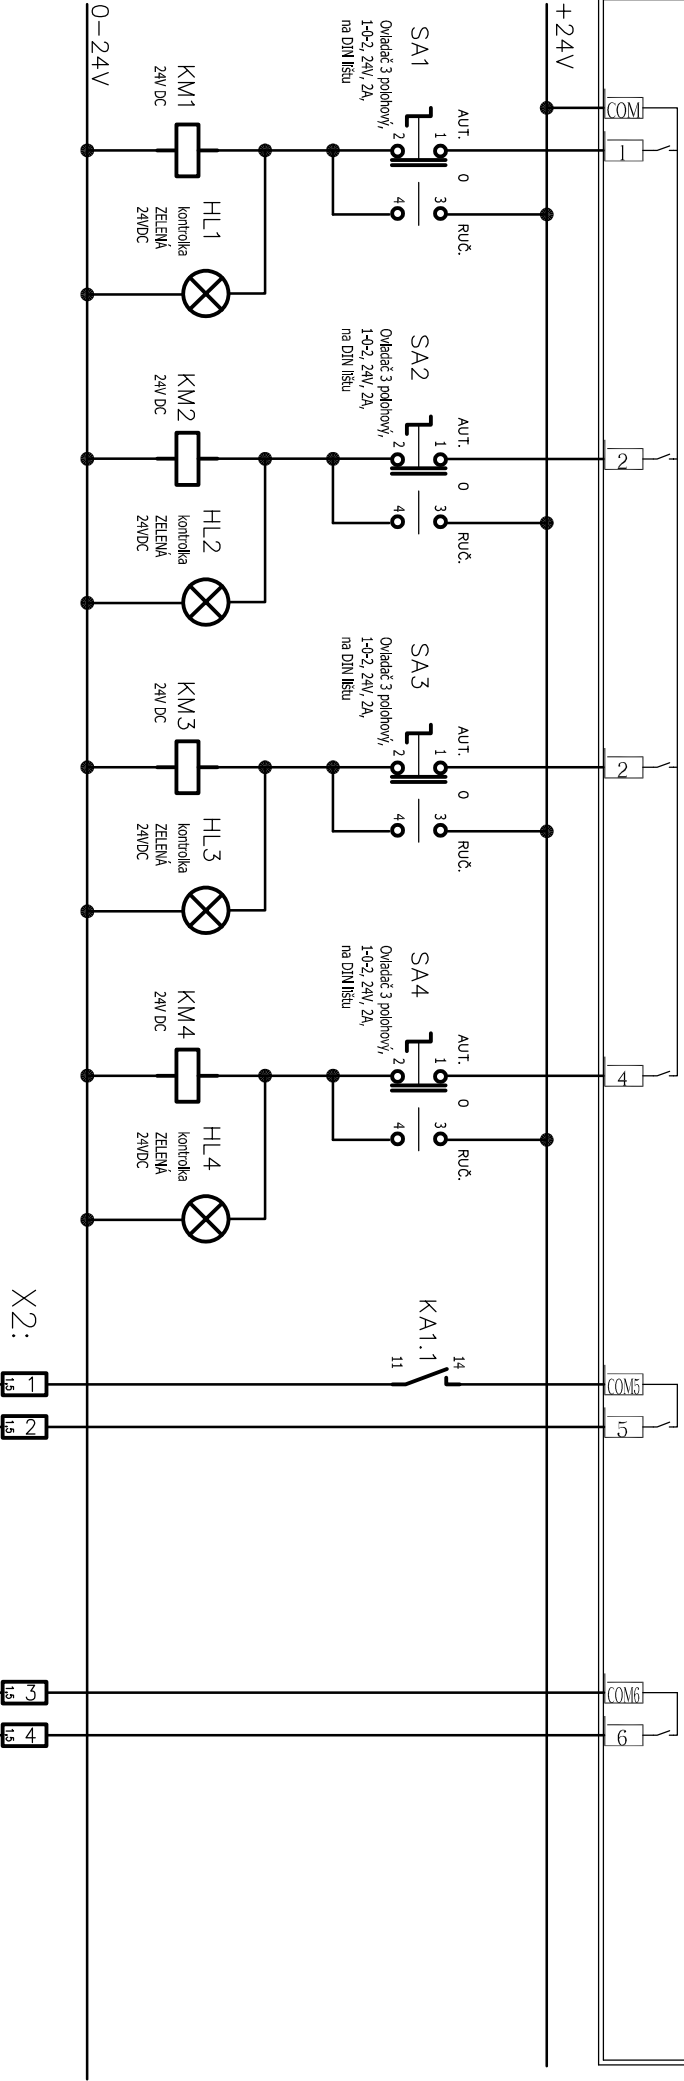 +24V
0-24V
COM
1
2
2
4
COM5
5
COM6
6
SA1
Ovladač 3 polohový,
1-0-2, 24V, 2A,
na DIN lištu
AUT. 0 RUČ.
1 3
2 4
KM1
24V DC
HL1
kontrolka
ZELENÁ
24VDC
SA2
Ovladač 3 polohový,
1-0-2, 24V, 2A,
na DIN lištu
AUT. 0 RUČ.
1 3
2 4
KM2
24V DC
HL2
kontrolka
ZELENÁ
24VDC
SA3
Ovladač 3 polohový,
1-0-2, 24V, 2A,
na DIN lištu
AUT. 0 RUČ.
1 3
2 4
KM3
24V DC
HL3
kontrolka
ZELENÁ
24VDC
SA4
Ovladač 3 polohový,
1-0-2, 24V, 2A,
na DIN lištu
AUT. 0 RUČ.
1 3
2 4
KM4
24V DC
HL4
kontrolka
ZELENÁ
24VDC
KA1.1
14
11
X2:
1
1,5
2
1,5
3
1,5
4
1,5